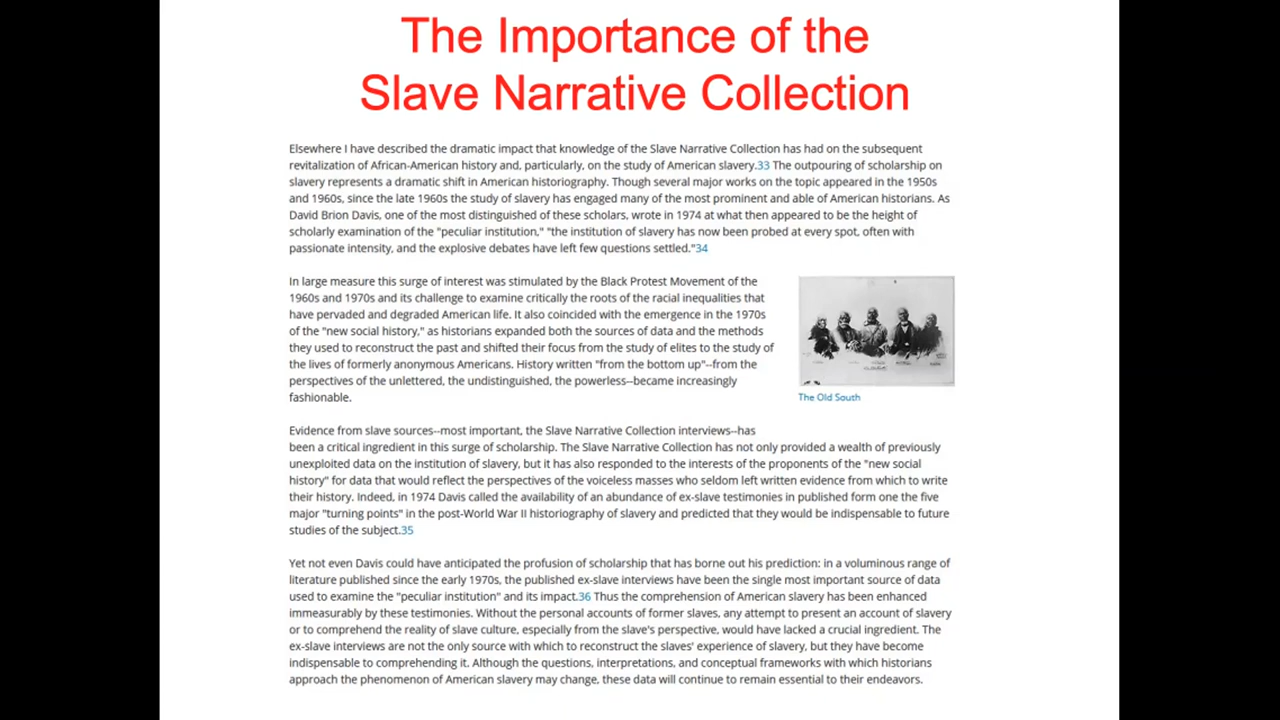 The Importance of the
Slave Narrative Collection
Elsewhere I have described the dramatic impact that knowledge of the Slave Narrative Collection has had on the subsequent
revitalization of African-American history and, particularly, on the study of American slavery.33 The outpouring of scholarship on
slavery represents a dramatic shift in American historiography. Though several major works on the topic appeared in the 1950s
and 1960s, since the late 1960s the study of slavery has engaged many of the most prominent and able of American historians. As
David Brion Davis, one of the most distinguished of these scholars, wrote in 1974 at what then appeared to be the height of
scholarly examination of the "peculiar institution," "the institution of slavery has now been probed at every spot, often with
passionate intensity, and the explosive debates have left few questions settled."34
In large measure this surge of interest was stimulated by the Black Protest Movement of the
1960s and 1970s and its challenge to examine critically the roots of the racial inequalities that
have pervaded and degraded American life. It also coincided with the emergence in the 1970s
of the "new social history," as historians expanded both the sources of data and the methods
they used to reconstruct the past and shifted their focus from the study of elites to the study of
the lives of formerly anonymous Americans. History written "from the bottom up"--from the
perspectives of the unlettered, the undistinguished, the powerless--became increasingly
fashionable.
The Old South
Evidence from slave sources--most important, the Slave Narrative Collection interviews--has
been a critical ingredient in this surge of scholarship. The Slave Narrative Collection has not only provided a wealth of previously
unexploited data on the institution of slavery, but it has also responded to the interests of the proponents of the "new social
history" for data that would reflect the perspectives of the voiceless masses who seldom left written evidence from which to write
their history. Indeed, in 1974 Davis called the availability of an abundance of ex-slave testimonies in published form one the five
major "turning points" in the post-World War II historiography of slavery and predicted that they would be indispensable to future
studies of the subject.35
Yet not even Davis could have anticipated the profusion of scholarship that has borne out his prediction: in a voluminous range of
literature published since the early 1970s, the published ex-slave interviews have been the single most important source of data
used to examine the "peculiar institution" and its impact.36 Thus the comprehension of American slavery has been enhanced
immeasurably by these testimonies. Without the personal accounts of former slaves, any attempt to present an account of slavery
or to comprehend the reality of slave culture, especially from the slave's perspective, would have lacked a crucial ingredient. The
ex-slave interviews are not the only source with which to reconstruct the slaves' experience of slavery, but they have become
indispensable to comprehending it. Although the questions, interpretations, and conceptual frameworks with which historians
approach the phenomenon of American slavery may change, these data will continue to remain essential to their endeavors.